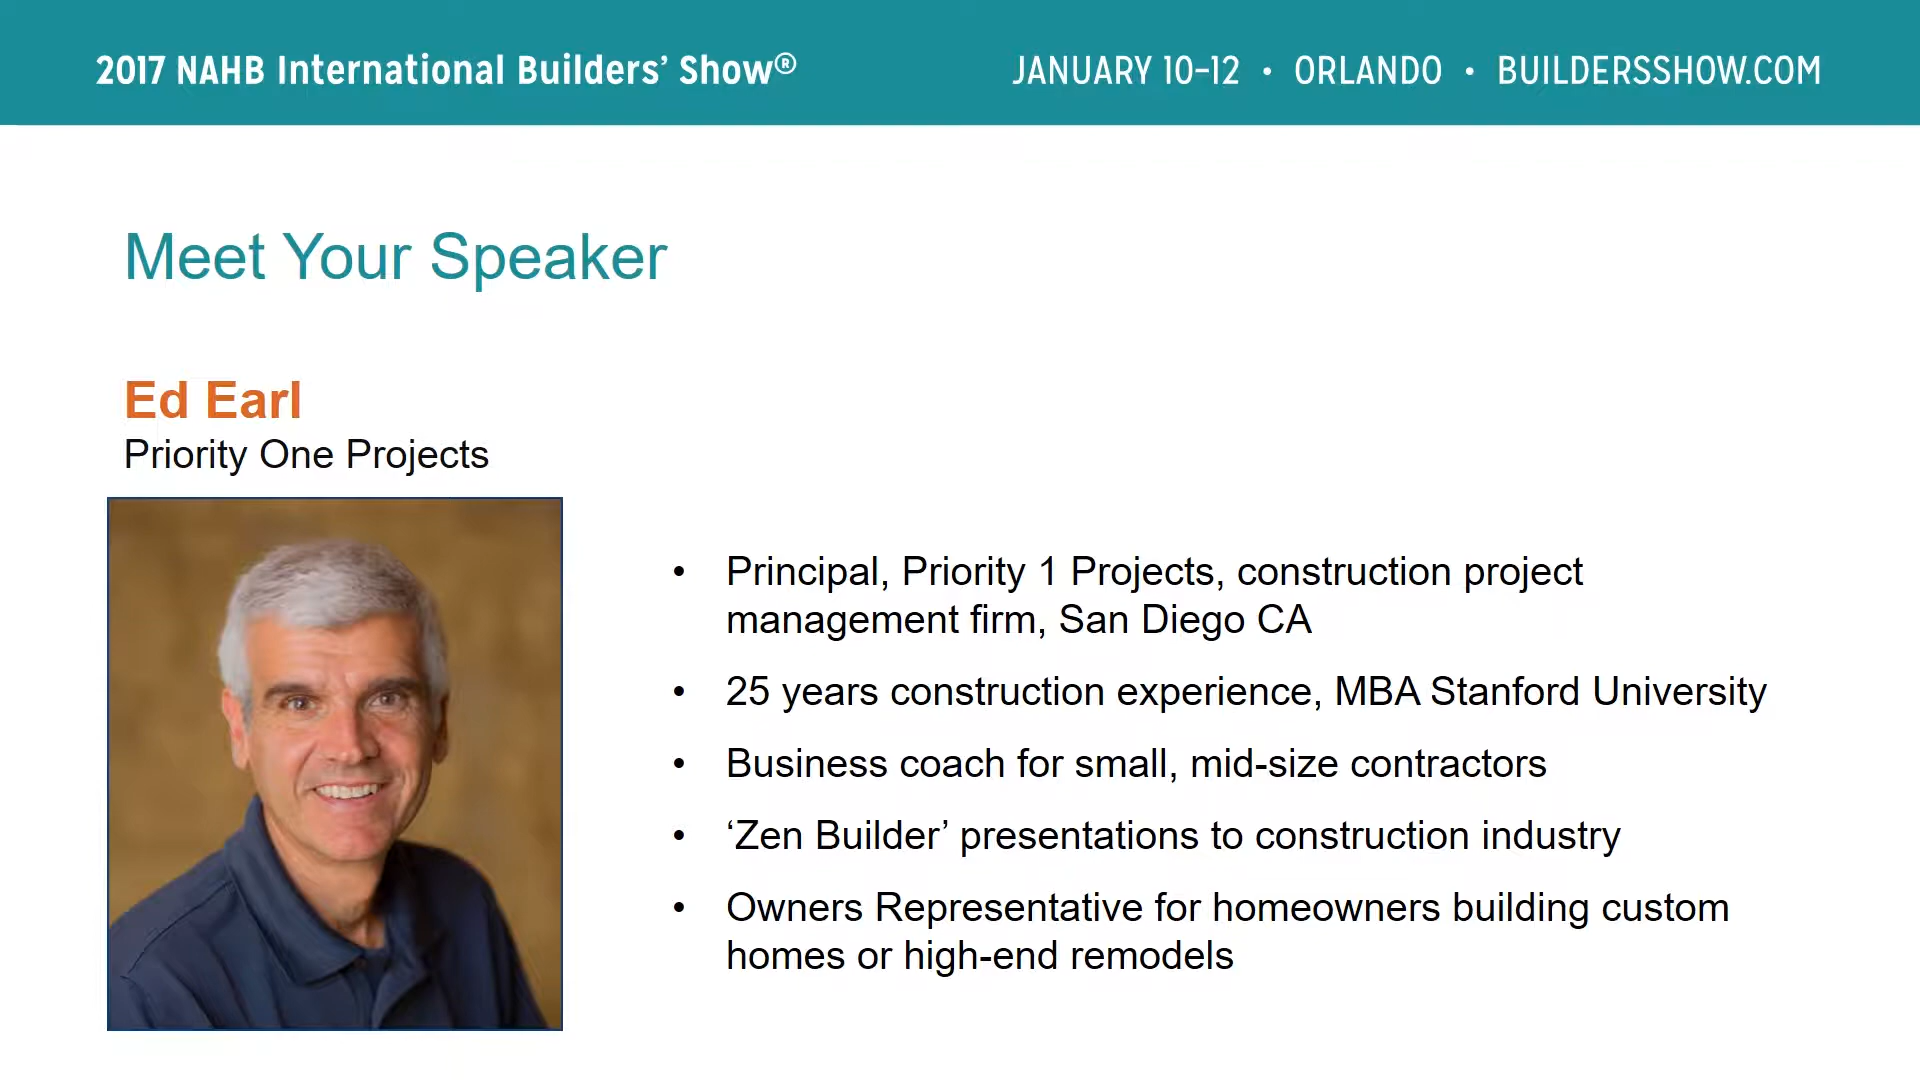 2017 NAHB International Builders’ Show®
JANUARY 10–12 • ORLANDO • BUILDERSSHOW.COM
Meet Your Speaker
Ed Earl
Priority One Projects
• Principal, Priority 1 Projects, construction project
management firm, San Diego CA
• 25 years construction experience, MBA Stanford University
• Business coach for small, mid-size contractors
• ‘Zen Builder’ presentations to construction industry
• Owners Representative for homeowners building custom
homes or high-end remodels